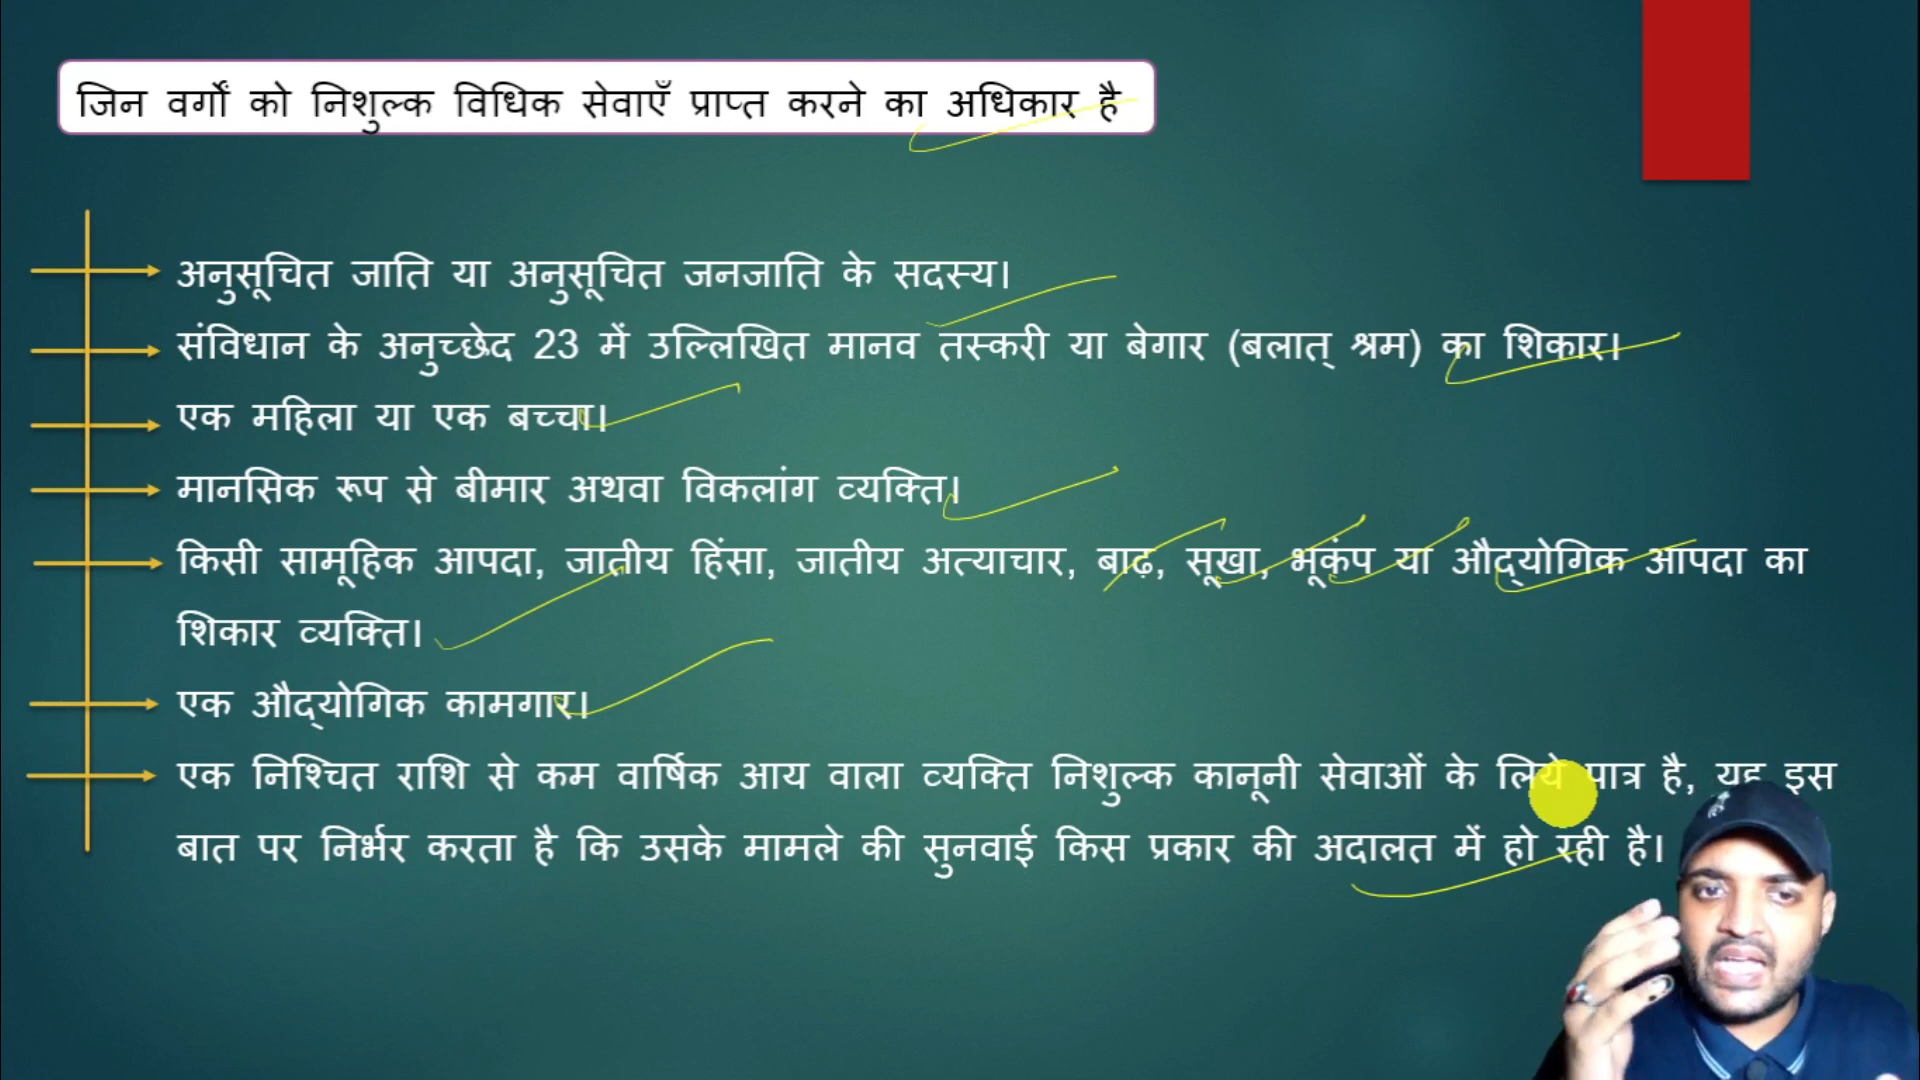 जिन वर्गों को निशुल्क विधिक सेवाएँ प्राप्त करने का अधिकार है
अनुसूचित जाति या अनुसूचित जनजाति के सदस्य।
संविधान के अनुच्छेद 23 में उल्लिखित मानव तस्करी या बेगार (बलात् श्रम) का शिकार।
एक महिला या एक बच्चा।
मानसिक रूप से बीमार अथवा विकलांग व्यक्ति।
किसी सामूहिक आपदा, जातीय हिंसा, जातीय अत्याचार, बाढ़, सूखा, भूकंप या औद्योगिक आपदा का
शिकार व्यक्ति।
एक औद्योगिक कामगार।
एक निश्चित राशि से कम वार्षिक आय वाला व्यक्ति निशुल्क कानूनी सेवाओं के लिये पात्र है, यह इस
बात पर निर्भर करता है कि उसके मामले की सुनवाई किस प्रकार की अदालत में हो रही है।